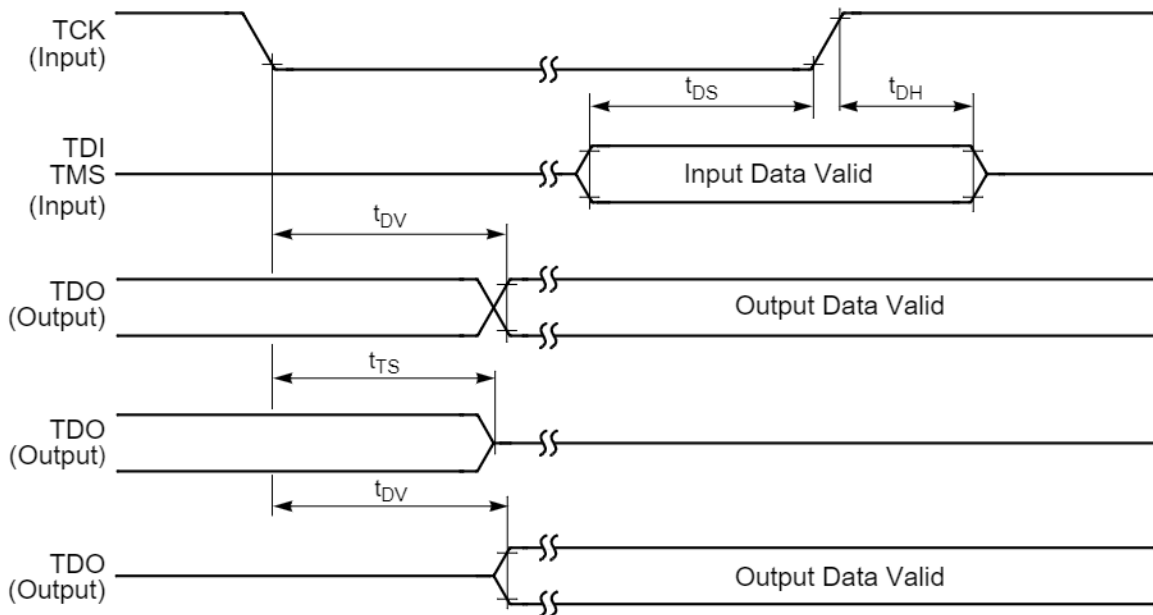 TCK
(Input)
tDS
tDH
TDI
TMS
(Input)
Input Data Valid
tDV
TDO
(Output)
Output Data Valid
tTS
TDO
(Output)
tDV
TDO
(Output)
Output Data Valid